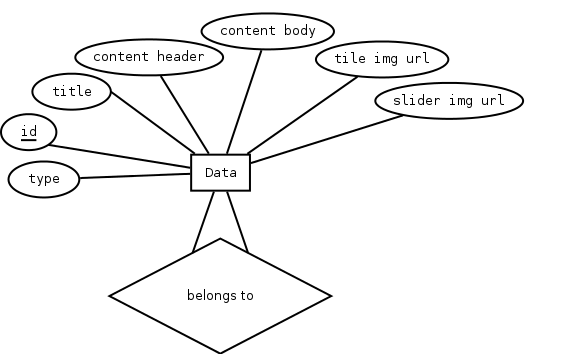 content body
content header
tile img url
title
slider img url
id
type
Data
belongs to